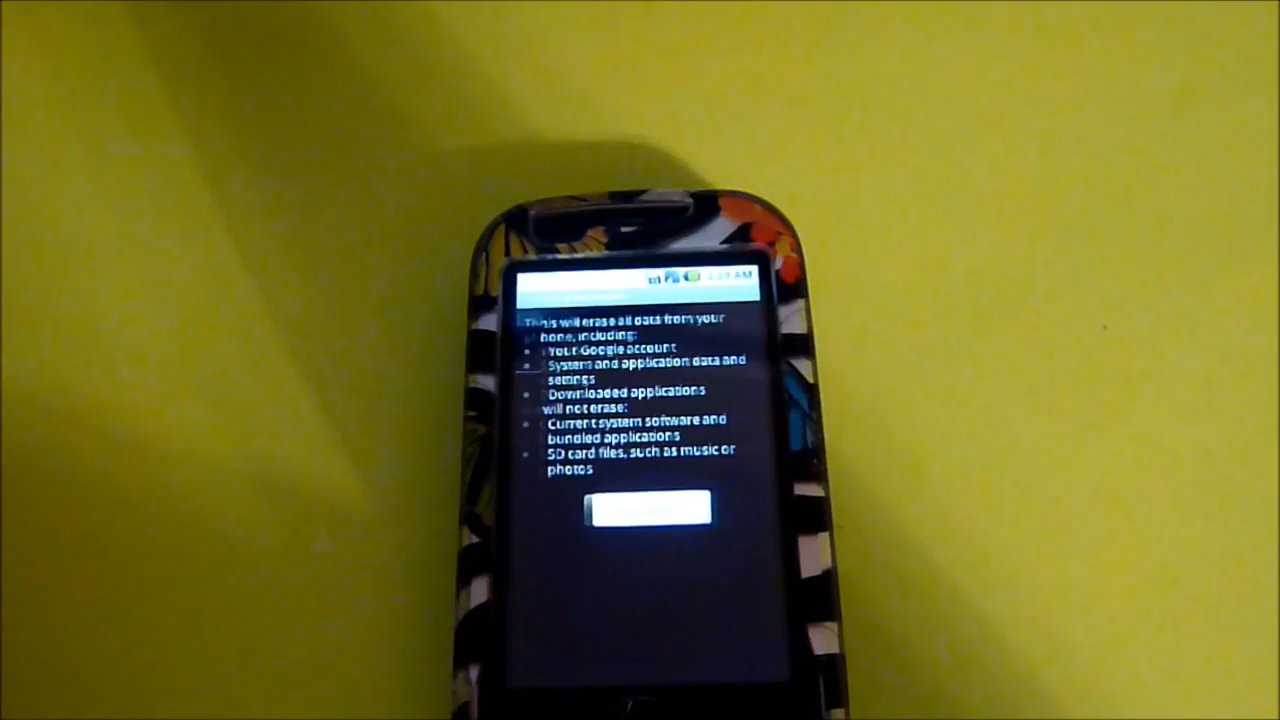 This will erase all data from your
phone, including:
• Your Google account
• System and application data and
settings
• Downloaded applications
will not erase:
• Current system software and
bundled applications
• SD card files, such as music or
photos
AM